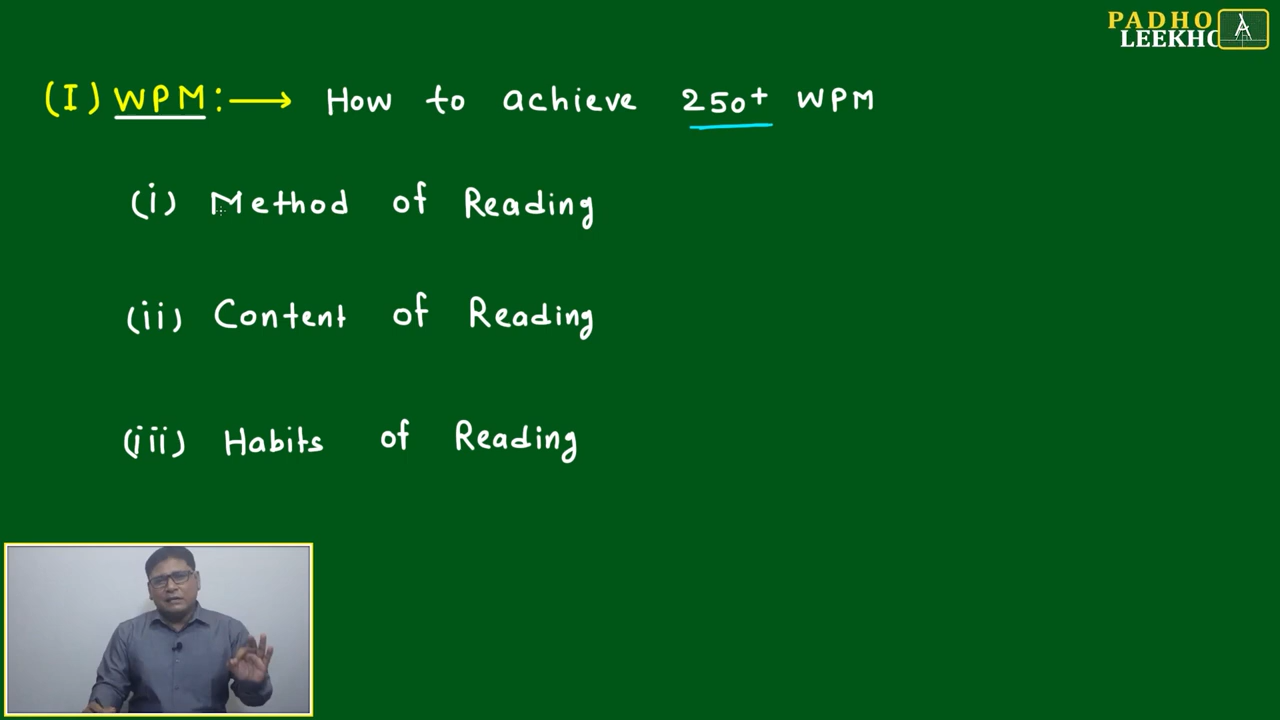 PADHO
LEEKHO
(I) WPM: → How to achieve 250+ WPM
(i) Method of Reading
(ii) Content of Reading
(iii) Habits of Reading